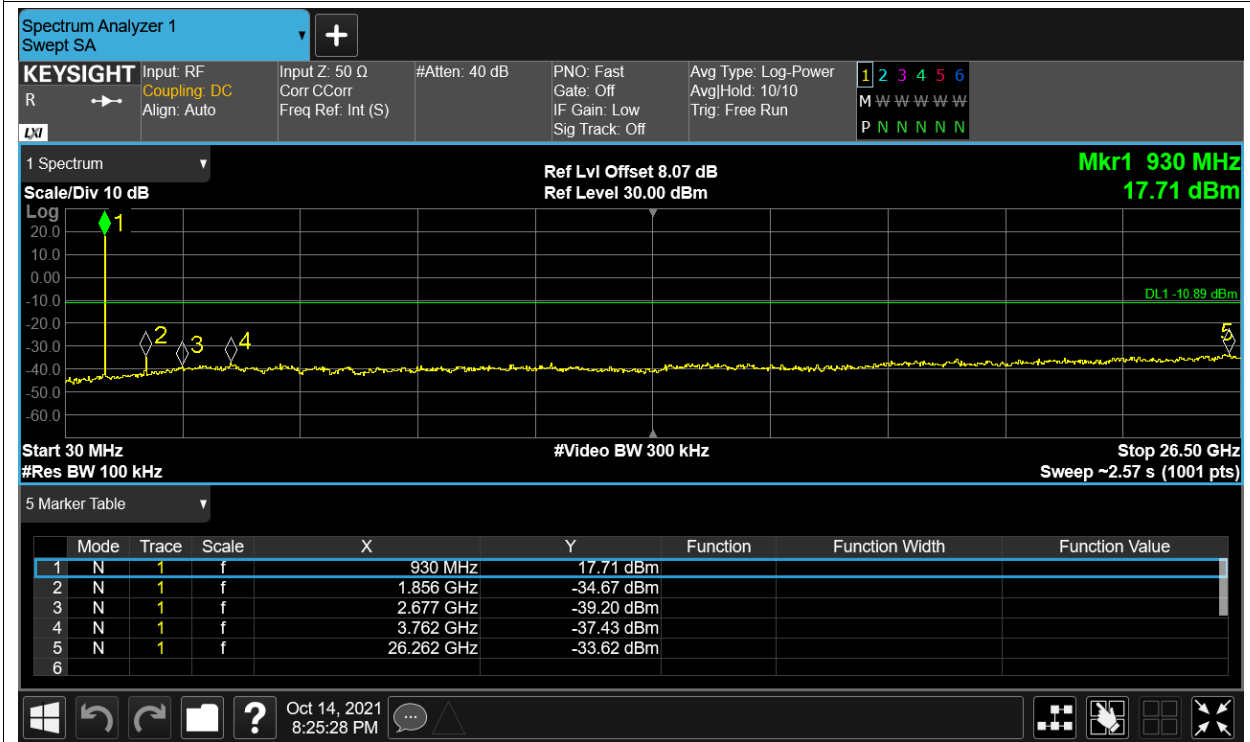 Spectrum Analyzer 1
Swept SA
KEYSIGHT
R
LXI
Input: RF
Coupling: DC
Align: Auto
Input Z: 50 Ω
Corr CCorr
Freq Ref: Int (S)
#Atten: 40 dB
PNO: Fast
Gate: Off
IF Gain: Low
Sig Track: Off
Avg Type: Log-Power
Avg|Hold: 10/10
Trig: Free Run
1 2 3 4 5 6
M W W W W W
P N N N N N
1 Spectrum
Scale/Div 10 dB
Ref Lvl Offset 8.07 dB
Ref Level 30.00 dBm
Mkr1 930 MHz
17.71 dBm
Log
20.0
10.0
0.00
-10.0
-20.0
-30.0
-40.0
-50.0
-60.0
1
2
3
4
5
DL1 -10.89 dBm
Start 30 MHz
#Res BW 100 kHz
#Video BW 300 kHz
Stop 26.50 GHz
Sweep ~2.57 s (1001 pts)
5 Marker Table
Mode Trace Scale X Y Function Function Width Function Value
1 N 1 f 930 MHz 17.71 dBm
2 N 1 f 1.856 GHz -34.67 dBm
3 N 1 f 2.677 GHz -39.20 dBm
4 N 1 f 3.762 GHz -37.43 dBm
5 N 1 f 26.262 GHz -33.62 dBm
6
?
Oct 14, 2021
8:25:28 PM